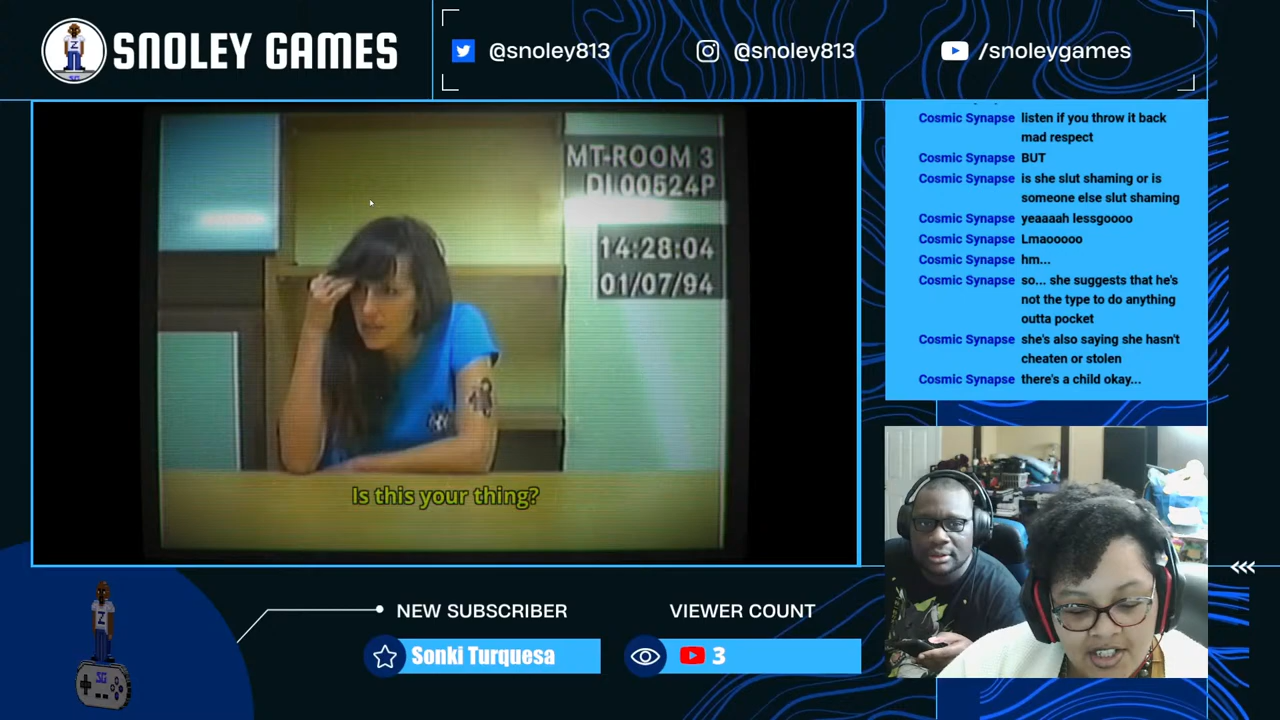 SNOLEY GAMES
@snoley813
@snoley813
/snoleygames
MT-ROOM 3
DI.00524P
14:28:04
01/07/94
Is this your thing?
Cosmic Synapse listen if you throw it back
mad respect
Cosmic Synapse BUT
Cosmic Synapse is she slut shaming or is
someone else slut shaming
Cosmic Synapse yeaaaah lessgoooo
Cosmic Synapse Lmaooooo
Cosmic Synapse hm...
Cosmic Synapse so... she suggests that he's
not the type to do anything
outta pocket
Cosmic Synapse she's also saying she hasn't
cheaten or stolen
Cosmic Synapse there's a child okay...
NEW SUBSCRIBER
Sonki Turquesa
VIEWER COUNT
3
Z
SG